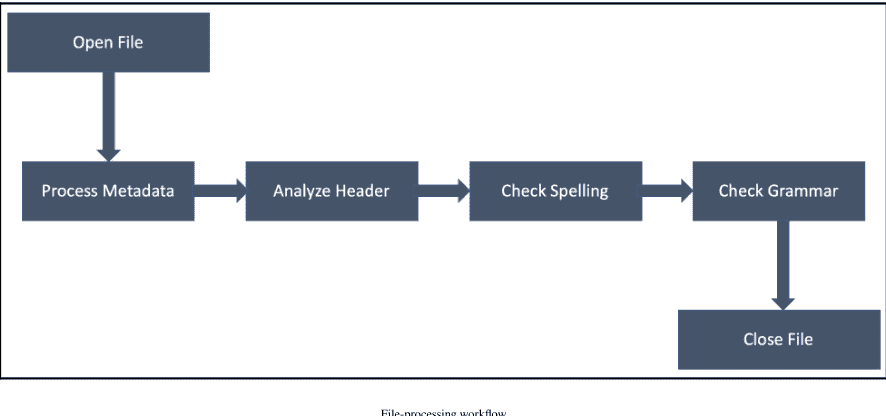 Open File
Process Metadata
Analyze Header
Check Spelling
Check Grammar
Close File
File-processing workflow